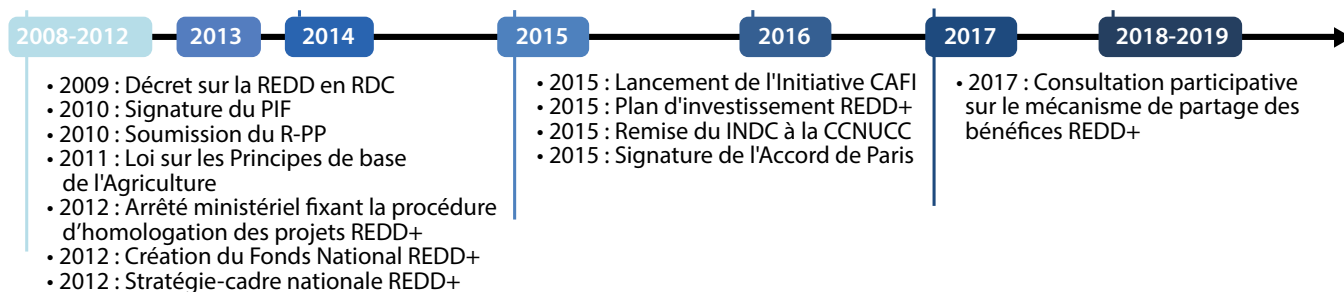 2008-2012
2013
2014
2015
2016
2017
2018-2019
• 2009 : Décret sur la REDD en RDC
• 2010 : Signature du PIF
• 2010 : Soumission du R-PP
• 2011 : Loi sur les Principes de base
de l'Agriculture
• 2012 : Arrêté ministériel fixant la procédure
d’homologation des projets REDD+
• 2012 : Création du Fonds National REDD+
• 2012 : Stratégie-cadre nationale REDD+
• 2015 : Lancement de l'Initiative CAFI
• 2015 : Plan d'investissement REDD+
• 2015 : Remise du INDC à la CCNUCC
• 2015 : Signature de l'Accord de Paris
• 2017 : Consultation participative
sur le mécanisme de partage des
bénéfices REDD+